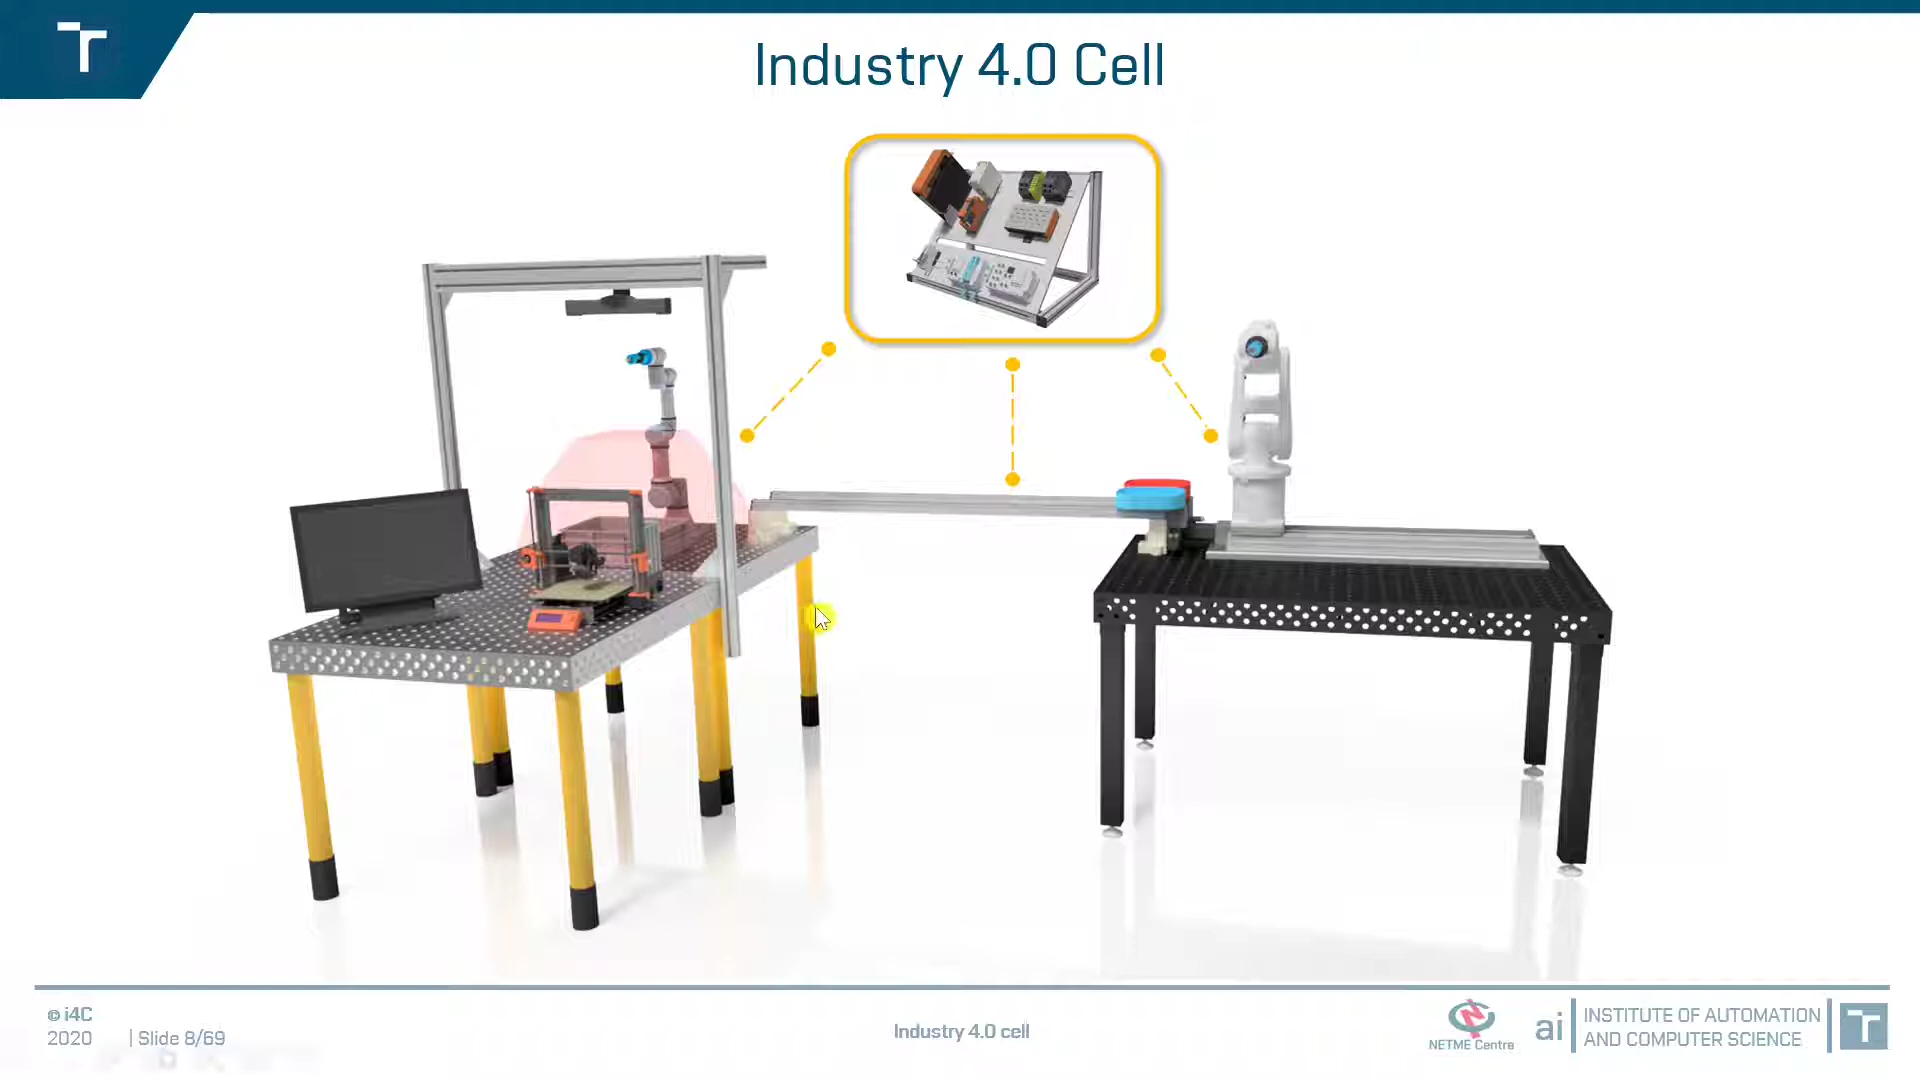 Industry 4.0 Cell
© i4C
2020 | Slide 8/69
Industry 4.0 cell
NETME Centre
ai
INSTITUTE OF AUTOMATION
AND COMPUTER SCIENCE